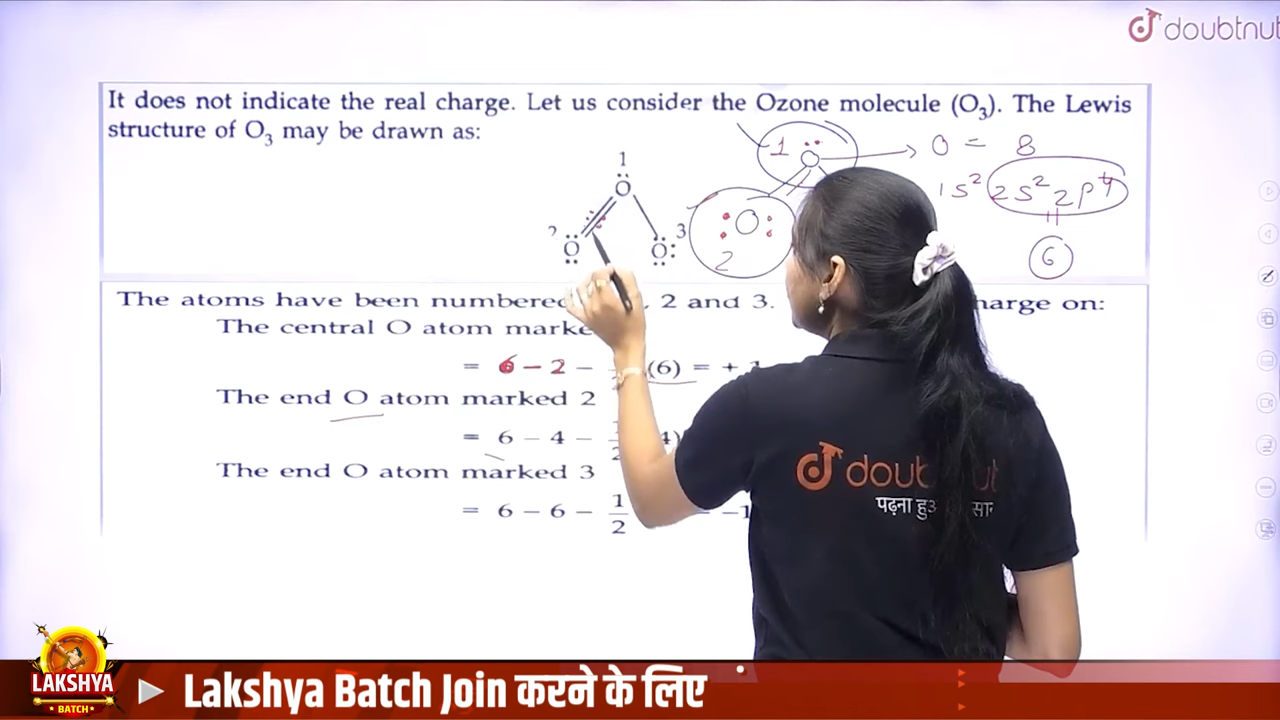 doubtnut
It does not indicate the real charge. Let us consider the Ozone molecule (O₃). The Lewis
structure of O₃ may be drawn as:
1
O
2 O
O 3
1 O
O = 8
1s² 2s² 2p⁴
6
O
2
The atoms have been numbered 2 and 3. charge on:
The central O atom
= 6 – 2 – (6) = +
The end O atom marked 2
= 6 – 4 –
The end O atom marked 3
= 6 – 6 – 1/2 –1
doubtnut
पढ़ना हुआ
LAKSHYA
BATCH
Lakshya Batch Join करने के लिए